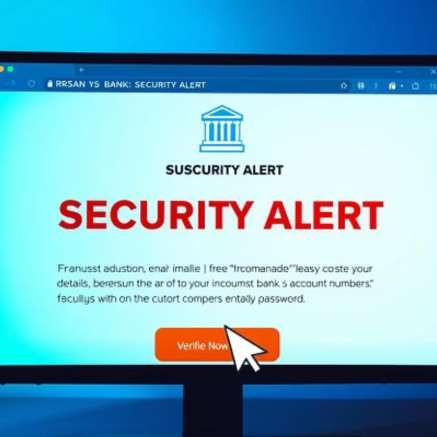 RRSAN YS BANK: SECURITY ALERT
SUSCURITY ALERT
SECURITY ALERT
Franusst adustion, enal imalle | free "frcomanade" leasy coste your
details, berersun the ar of to your incoumst bank s account numbers."
facullys with on the cutort compers entally password.
Verifie Now